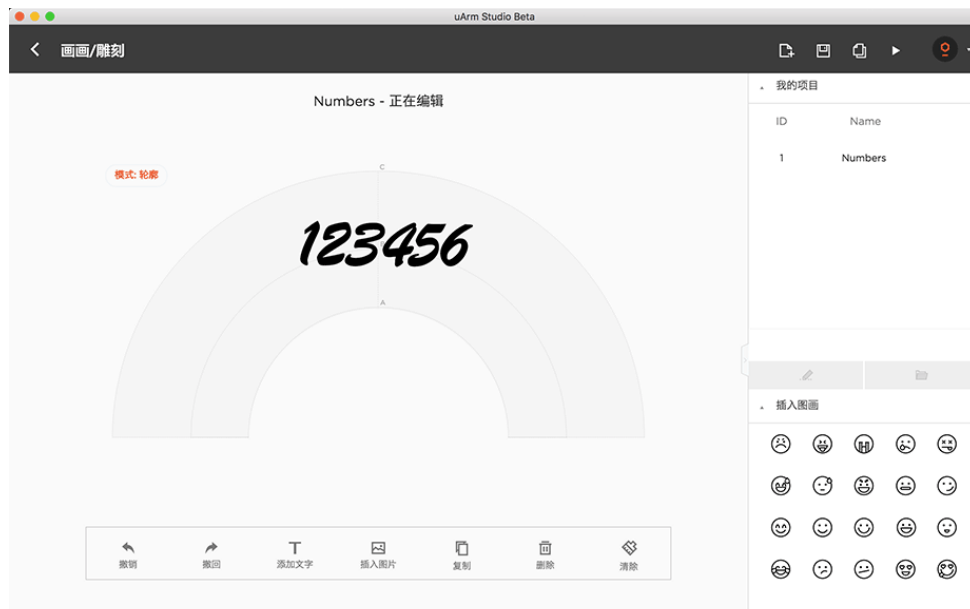 uArm Studio Beta
画画/雕刻
Numbers - 正在编辑
模式: 轮廓
C
123456
A
撤销
撤回
添加文字
插入图片
复制
删除
清除
我的项目
ID Name
1 Numbers
插入图画